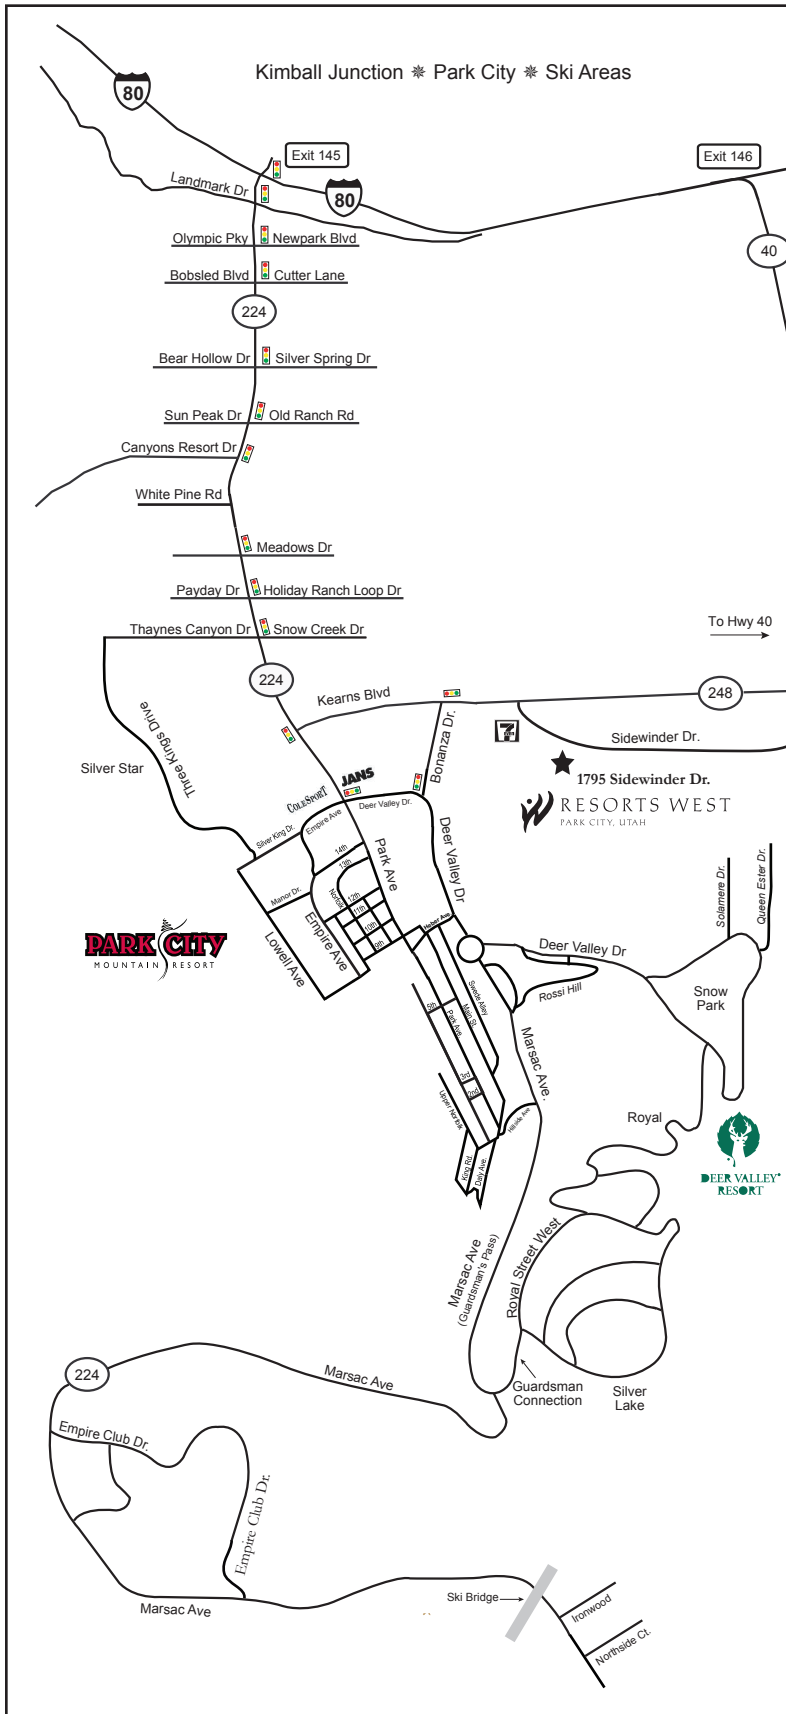 Kimball Junction ✵ Park City ✵ Ski Areas
80
Exit 145
Exit 146
Landmark Dr
80
Olympic Pky
Newpark Blvd
40
Bobsled Blvd
Cutter Lane
224
Bear Hollow Dr
Silver Spring Dr
Sun Peak Dr
Old Ranch Rd
Canyons Resort Dr
White Pine Rd
Meadows Dr
Payday Dr
Holiday Ranch Loop Dr
Thaynes Canyon Dr
Snow Creek Dr
To Hwy 40
224
Kearns Blvd
248
Three Kings Drive
Silver Star
Bonanza Dr.
7
Sidewinder Dr.
1795 Sidewinder Dr.
RESORTS WEST
PARK CITY, UTAH
JANS
COLE SPORT
Deer Valley Dr.
Empire Ave
Silver King Dr.
14th
13th
Park Ave
Deer Valley Dr
Manor Dr.
Norfolk
12th
11th
10th
9th
Empire Ave
Lowell Ave
PARK CITY
MOUNTAIN RESORT
Heber Ave
Solamere Dr.
Queen Ester Dr.
Deer Valley Dr
Rossi Hill
Snow
Park
Swede Alley
Main St.
Park Ave.
5th
Marsac Ave.
3rd
2nd
Upper Norfolk
Hillside Ave
King Rd.
Daly Ave.
Royal
DEER VALLEY
RESORT
Marsac Ave
(Guardsman's Pass)
Royal Street West
Guardsman
Connection
Silver
Lake
224
Marsac Ave
Empire Club Dr.
Empire Club Dr.
Marsac Ave
Ski Bridge
Ironwood
Northside Ct.